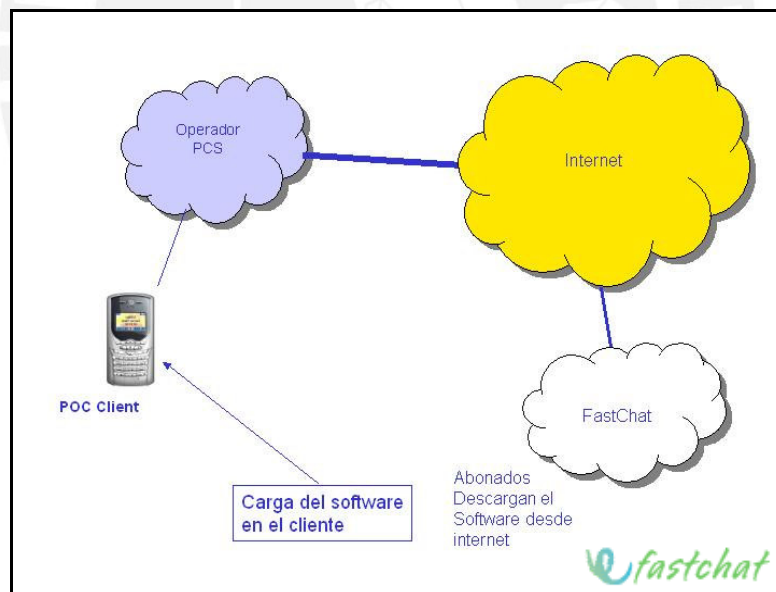 Operador
PCS
Internet
POC Client
FastChat
Carga del software
en el cliente
Abonados
Descargan el
Software desde
internet
fastchat